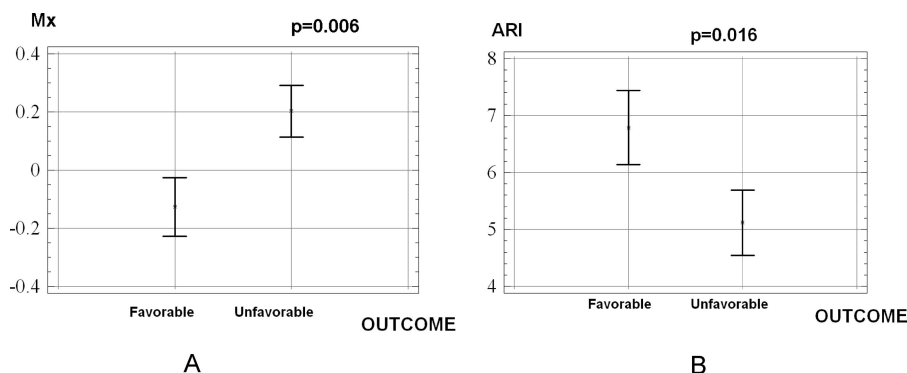 Mx
p=0.006
0.4
0.2
0
-0.2
-0.4
Favorable
Unfavorable
OUTCOME
A
ARI
p=0.016
8
7
6
5
4
Favorable
Unfavorable
OUTCOME
B